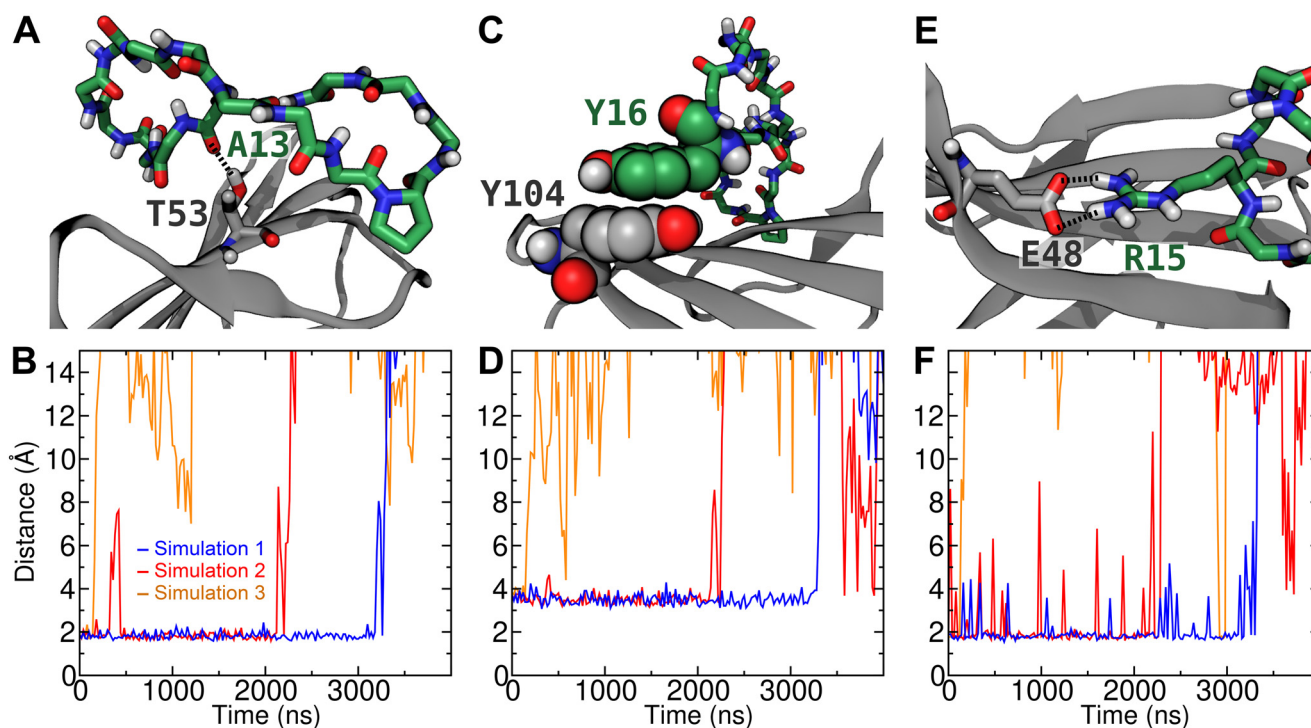 A
A13
T53
C
Y16
Y104
E
E48
R15
B
Distance (Å)
14
12
10
8
6
4
2
0
Simulation 1
Simulation 2
Simulation 3
0 1000 2000 3000
Time (ns)
D
14
12
10
8
6
4
2
0
0 1000 2000 3000
Time (ns)
F
14
12
10
8
6
4
2
0
0 1000 2000 3000
Time (ns)